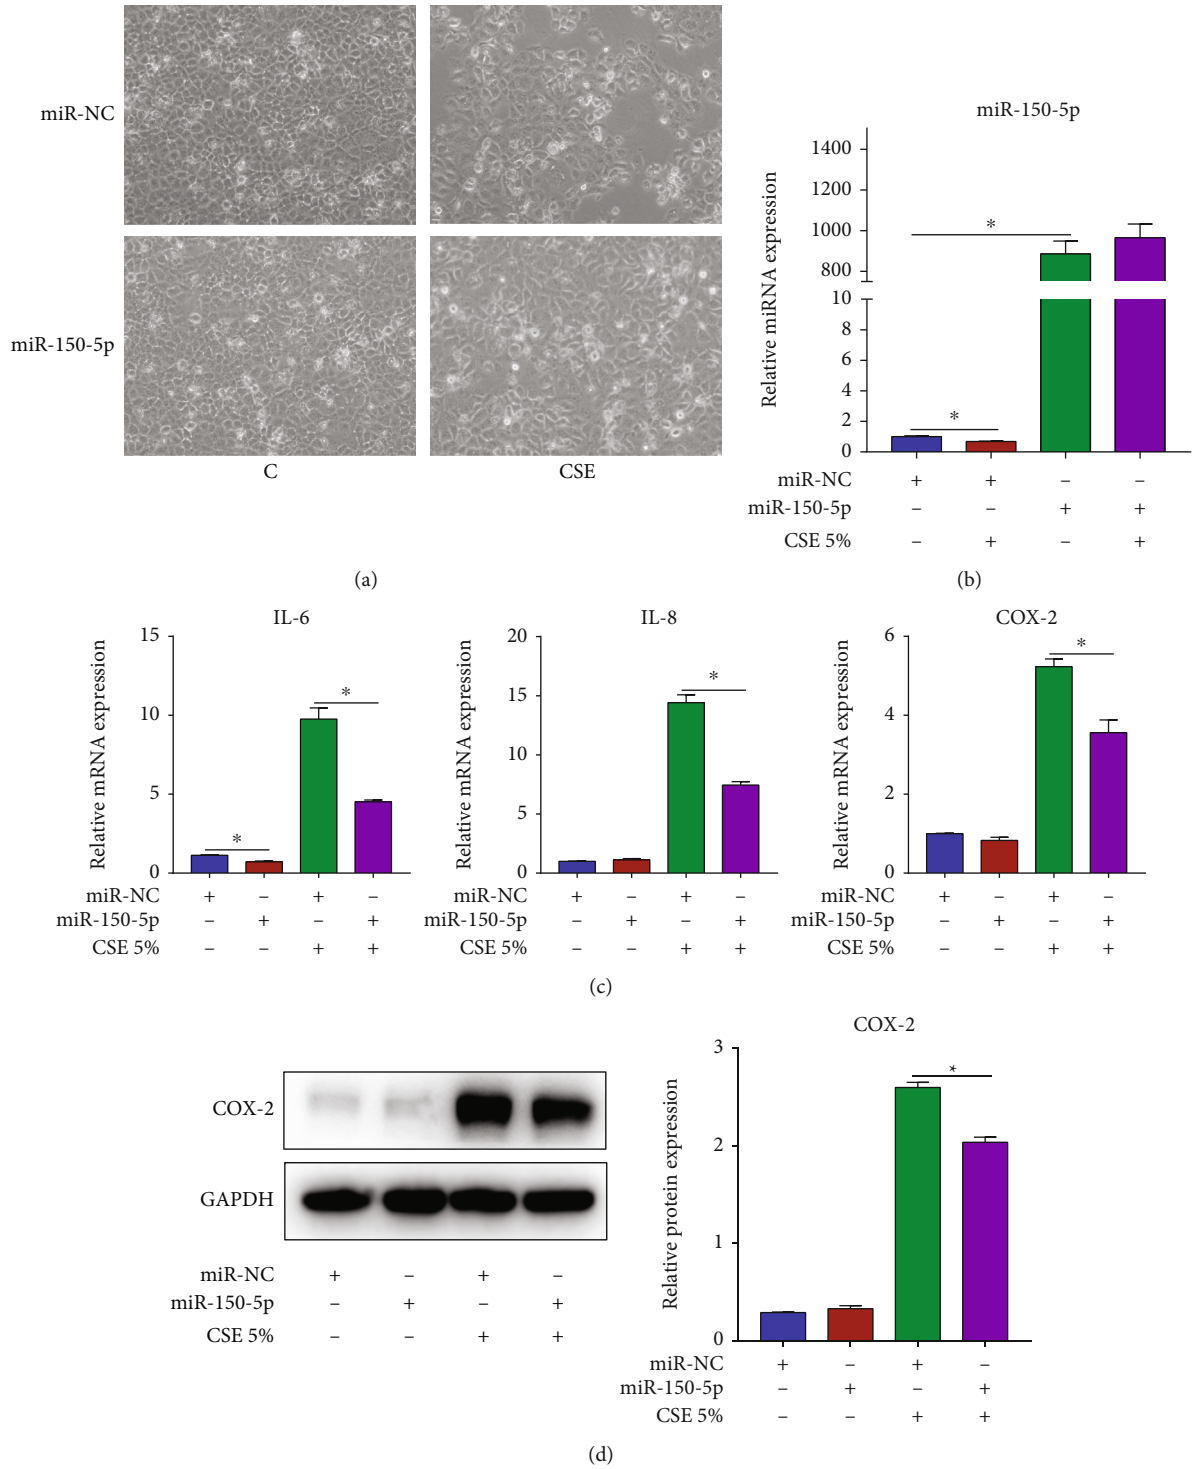 miR-NC
miR-150-5p
C CSE
(a)
miR-150-5p
Relative miRNA expression
1400
1200
1000
800
10
8
6
4
2
0
*
*
miR-NC + + – –
miR-150-5p – – + +
CSE 5% – + – +
(b)
IL-6
Relative mRNA expression
15
10
5
0
*
*
miR-NC + – + –
miR-150-5p – + – +
CSE 5% – – + +
IL-8
Relative mRNA expression
20
15
10
5
0
*
miR-NC + – + –
miR-150-5p – + – +
CSE 5% – – + +
COX-2
Relative mRNA expression
6
4
2
0
*
miR-NC + – + –
miR-150-5p – + – +
CSE 5% – – + +
(c)
COX-2
GAPDH
miR-NC + – + –
miR-150-5p – + – +
CSE 5% – – + +
COX-2
Relative protein expression
3
2
1
0
*
miR-NC + – + –
miR-150-5p – + – +
CSE 5% – – + +
(d)